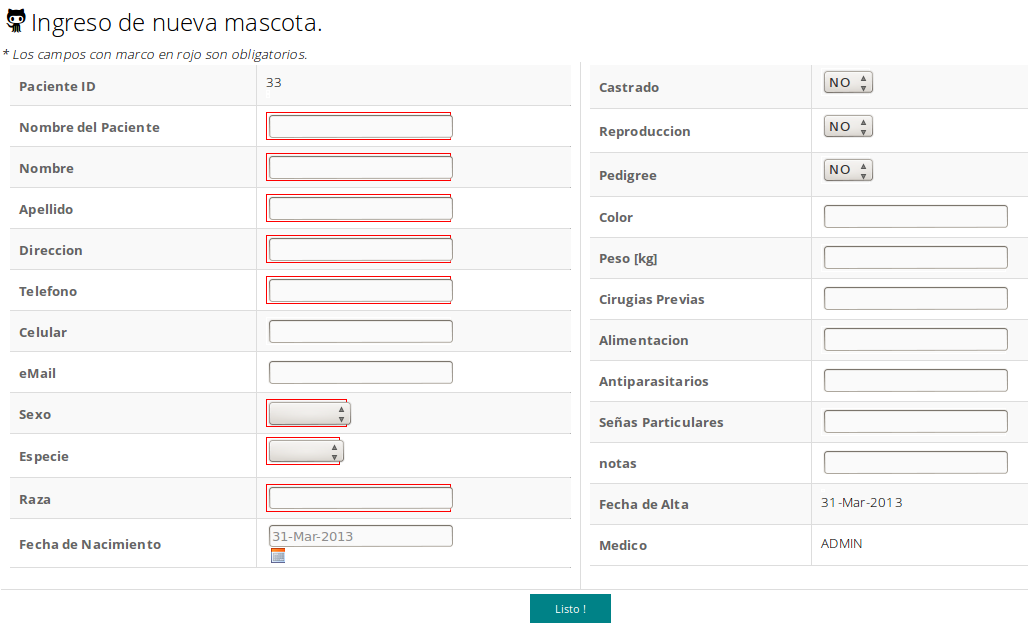 Ingreso de nueva mascota.
* Los campos con marco en rojo son obligatorios.
Paciente ID 33
Nombre del Paciente
Nombre
Apellido
Direccion
Telefono
Celular
eMail
Sexo
Especie
Raza
Fecha de Nacimiento 31-Mar-2013
Castrado NO
Reproduccion NO
Pedigree NO
Color
Peso [kg]
Cirugias Previas
Alimentacion
Antiparasitarios
Señas Particulares
notas
Fecha de Alta 31-Mar-2013
Medico ADMIN
Listo !